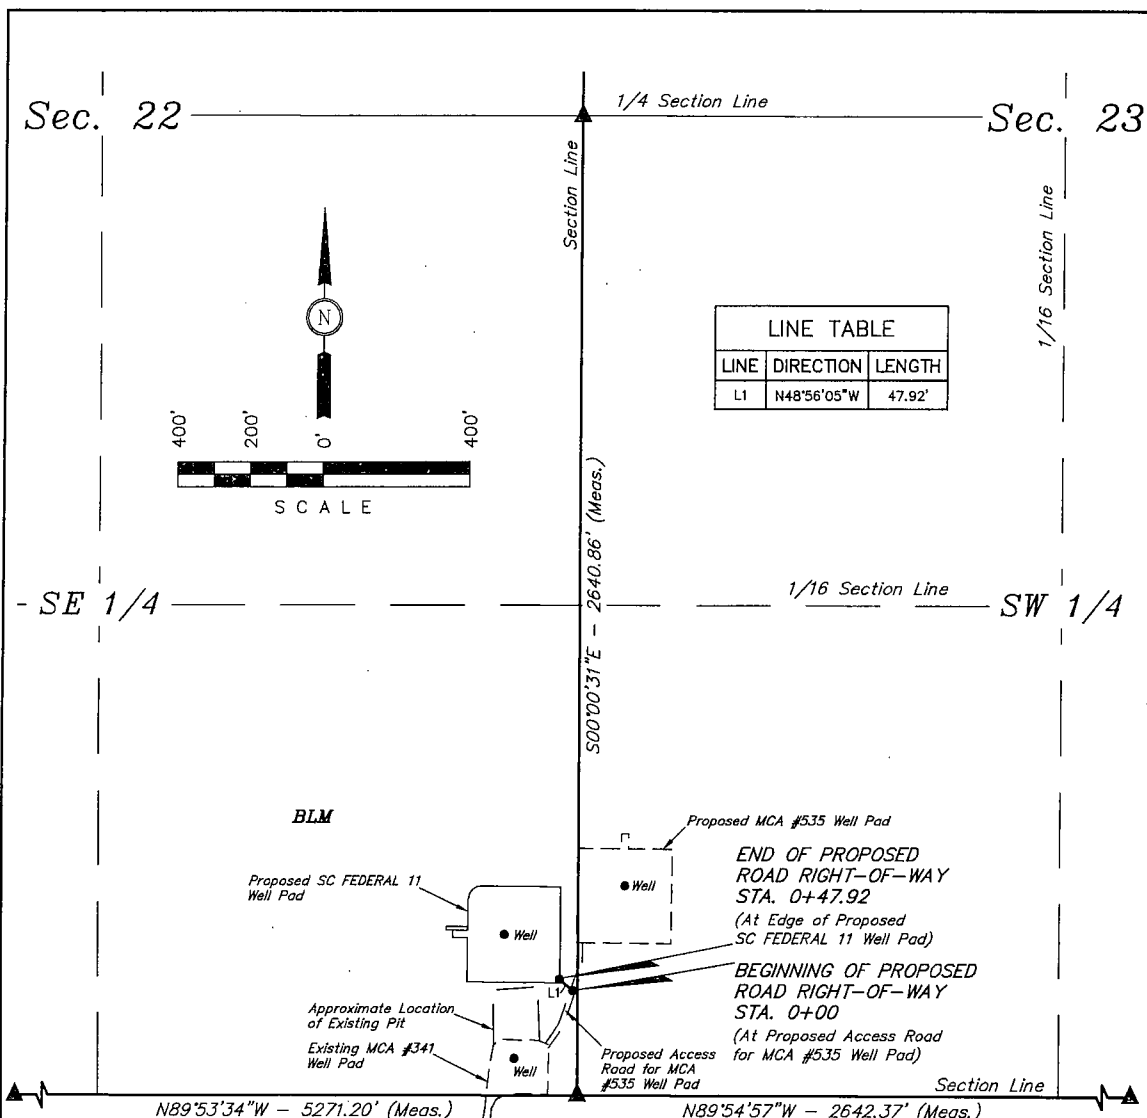 1/4 Section Line
Sec. 22
Sec. 23
Section Line
1/16 Section Line
N
LINE TABLE
LINE DIRECTION LENGTH
L1 N48°56'05"W 47.92'
400' 200' 0' 400'
SCALE
S00°00'31"E - 2640.86' (Meas.)
1/16 Section Line
- SE 1/4
SW 1/4
BLM
Proposed MCA #535 Well Pad
Proposed SC FEDERAL 11
Well Pad
Well
Well
END OF PROPOSED
ROAD RIGHT-OF-WAY
STA. 0+47.92
(At Edge of Proposed
SC FEDERAL 11 Well Pad)
L1
BEGINNING OF PROPOSED
ROAD RIGHT-OF-WAY
STA. 0+00
(At Proposed Access Road
for MCA #535 Well Pad)
Approximate Location
of Existing Pit
Existing MCA #341
Well Pad
Well
Proposed Access
Road for MCA
#535 Well Pad
Section Line
N89°53'34"W - 5271.20' (Meas.)
N89°54'57"W - 2642.37' (Meas.)